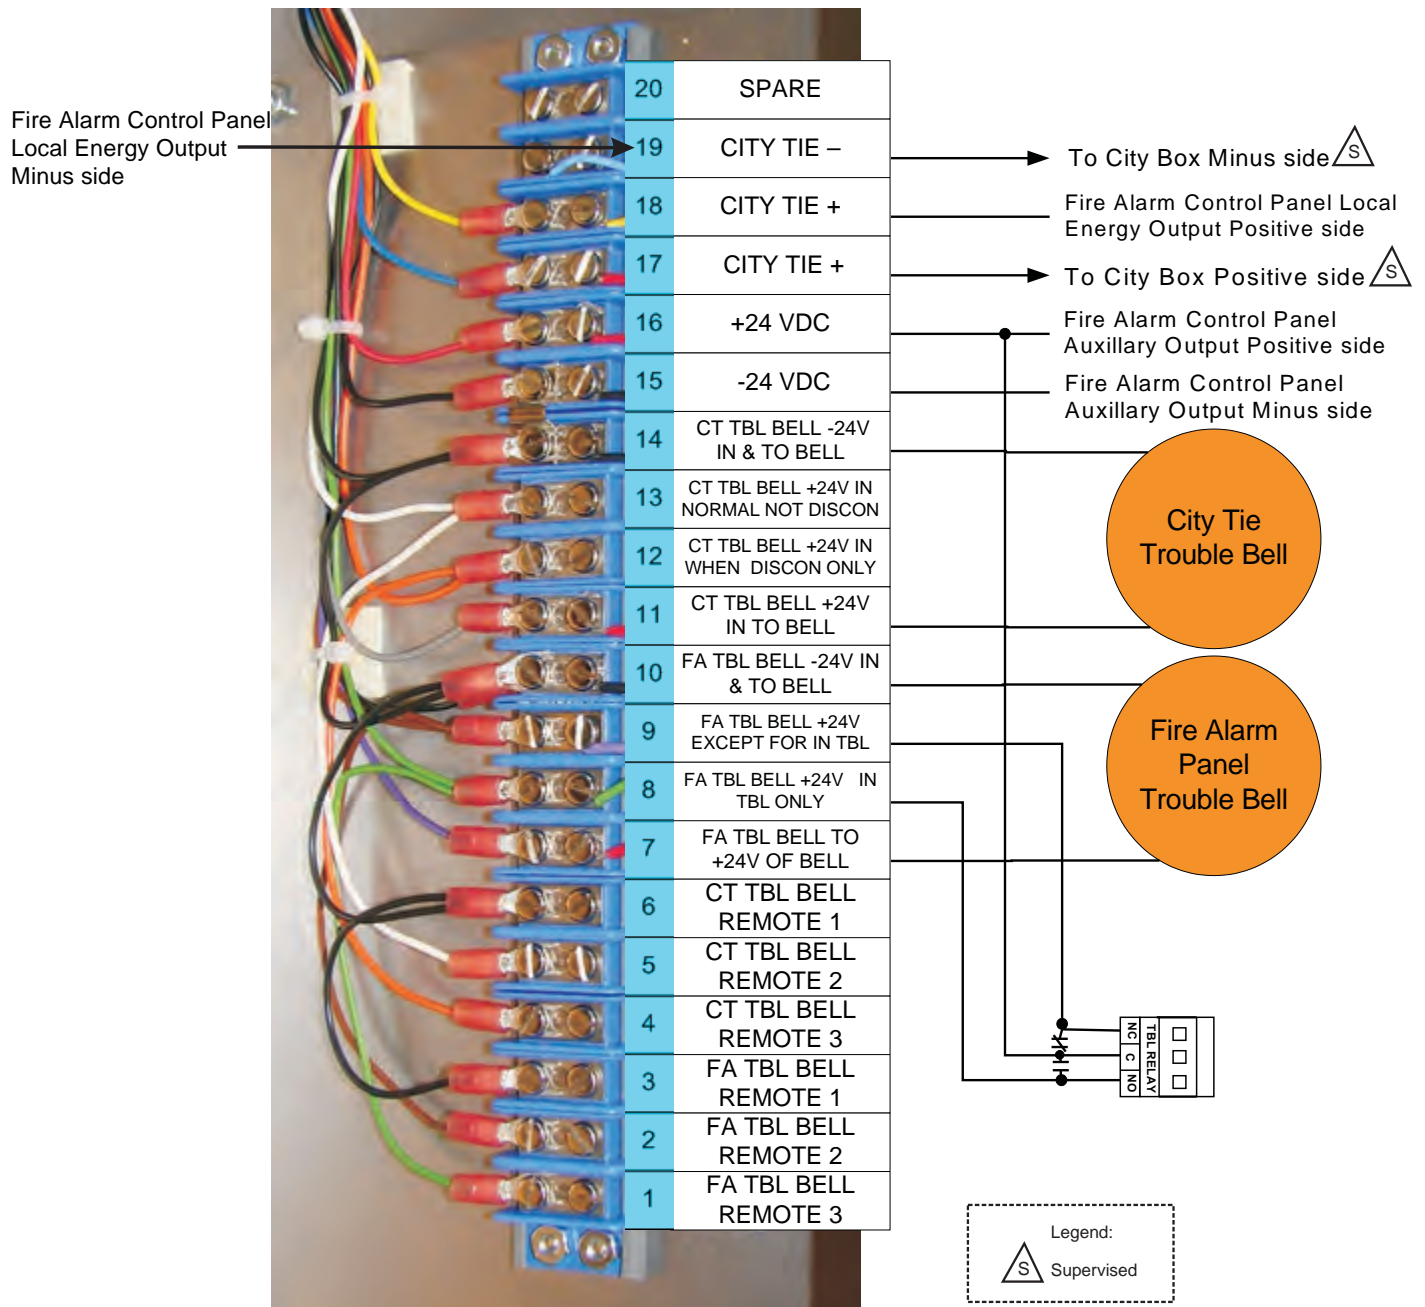 Fire Alarm Control Panel
Local Energy Output
Minus side
20 SPARE
19 CITY TIE –
18 CITY TIE +
17 CITY TIE +
16 +24 VDC
15 -24 VDC
14 CT TBL BELL -24V
IN & TO BELL
13 CT TBL BELL +24V IN
NORMAL NOT DISCON
12 CT TBL BELL +24V IN
WHEN DISCON ONLY
11 CT TBL BELL +24V
IN TO BELL
10 FA TBL BELL -24V IN
& TO BELL
9 FA TBL BELL +24V
EXCEPT FOR IN TBL
8 FA TBL BELL +24V IN
TBL ONLY
7 FA TBL BELL TO
+24V OF BELL
6 CT TBL BELL
REMOTE 1
5 CT TBL BELL
REMOTE 2
4 CT TBL BELL
REMOTE 3
3 FA TBL BELL
REMOTE 1
2 FA TBL BELL
REMOTE 2
1 FA TBL BELL
REMOTE 3
To City Box Minus side S
Fire Alarm Control Panel Local
Energy Output Positive side
To City Box Positive side S
Fire Alarm Control Panel
Auxillary Output Positive side
Fire Alarm Control Panel
Auxillary Output Minus side
City Tie
Trouble Bell
Fire Alarm
Panel
Trouble Bell
NC C NO
TBL RELAY
Legend:
S Supervised